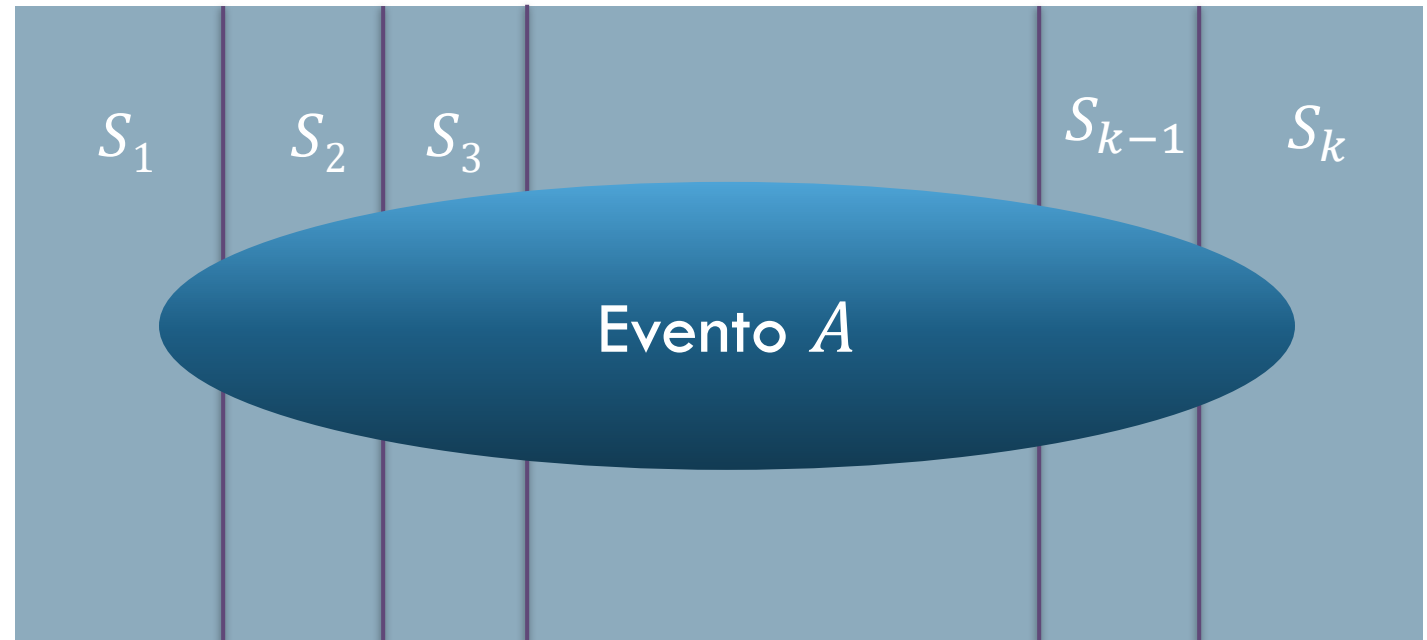 S₁ S₂ S₃ Sₖ₋₁ Sₖ
Evento A